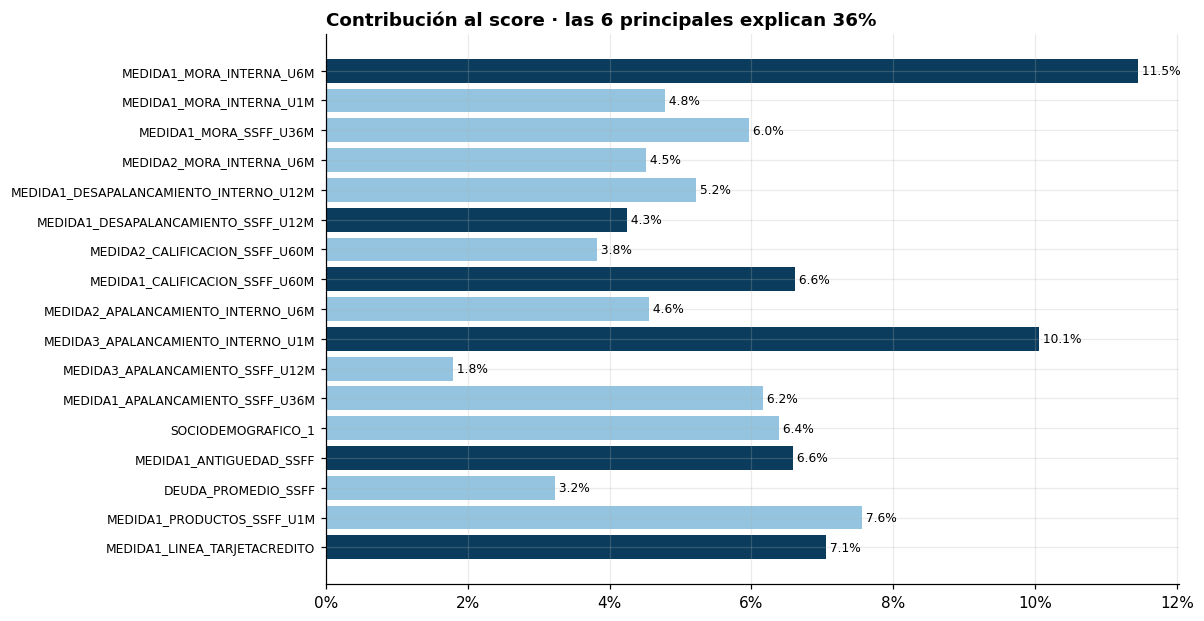 Contribución al score · las 6 principales explican 36%
MEDIDA1_MORA_INTERNA_U6M 11.5%
MEDIDA1_MORA_INTERNA_U1M 4.8%
MEDIDA1_MORA_SSFF_U36M 6.0%
MEDIDA2_MORA_INTERNA_U6M 4.5%
MEDIDA1_DESAPALANCAMIENTO_INTERNO_U12M 5.2%
MEDIDA1_DESAPALANCAMIENTO_SSFF_U12M 4.3%
MEDIDA2_CALIFICACION_SSFF_U60M 3.8%
MEDIDA1_CALIFICACION_SSFF_U60M 6.6%
MEDIDA2_APALANCAMIENTO_INTERNO_U6M 4.6%
MEDIDA3_APALANCAMIENTO_INTERNO_U1M 10.1%
MEDIDA3_APALANCAMIENTO_SSFF_U12M 1.8%
MEDIDA1_APALANCAMIENTO_SSFF_U36M 6.2%
SOCIODEMOGRAFICO_1 6.4%
MEDIDA1_ANTIGUEDAD_SSFF 6.6%
DEUDA_PROMEDIO_SSFF 3.2%
MEDIDA1_PRODUCTOS_SSFF_U1M 7.6%
MEDIDA1_LINEA_TARJETACREDITO 7.1%
0% 2% 4% 6% 8% 10% 12%